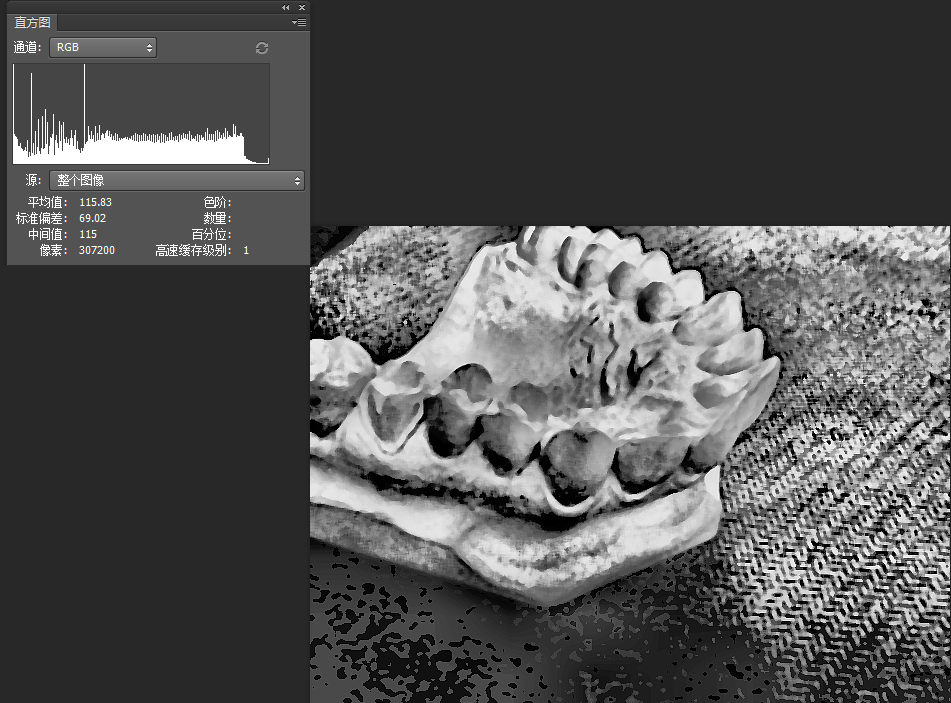 直方图
通道: RGB
源: 整个图像
平均值: 115.83 色阶:
标准偏差: 69.02 数量:
中间值: 115 百分位:
像素: 307200 高速缓存级别: 1